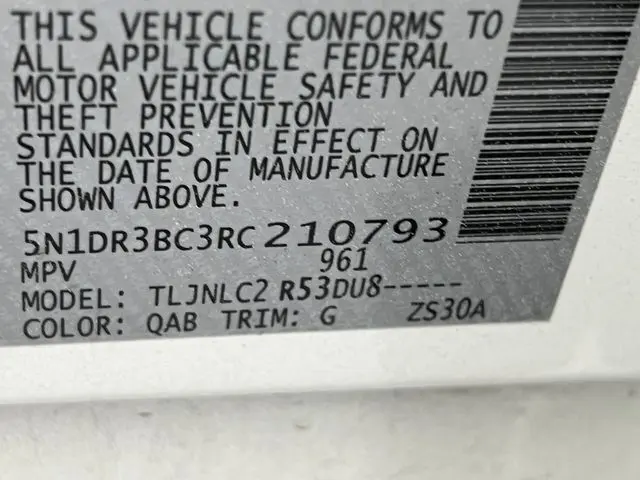 THIS VEHICLE CONFORMS TO
ALL APPLICABLE FEDERAL
MOTOR VEHICLE SAFETY AND
THEFT PREVENTION
STANDARDS IN EFFECT ON
THE DATE OF MANUFACTURE
SHOWN ABOVE.
5N1DR3BC3RC210793
MPV 961
MODEL: TLJNLC2 R53DU8-----
COLOR: QAB TRIM: G ZS30A